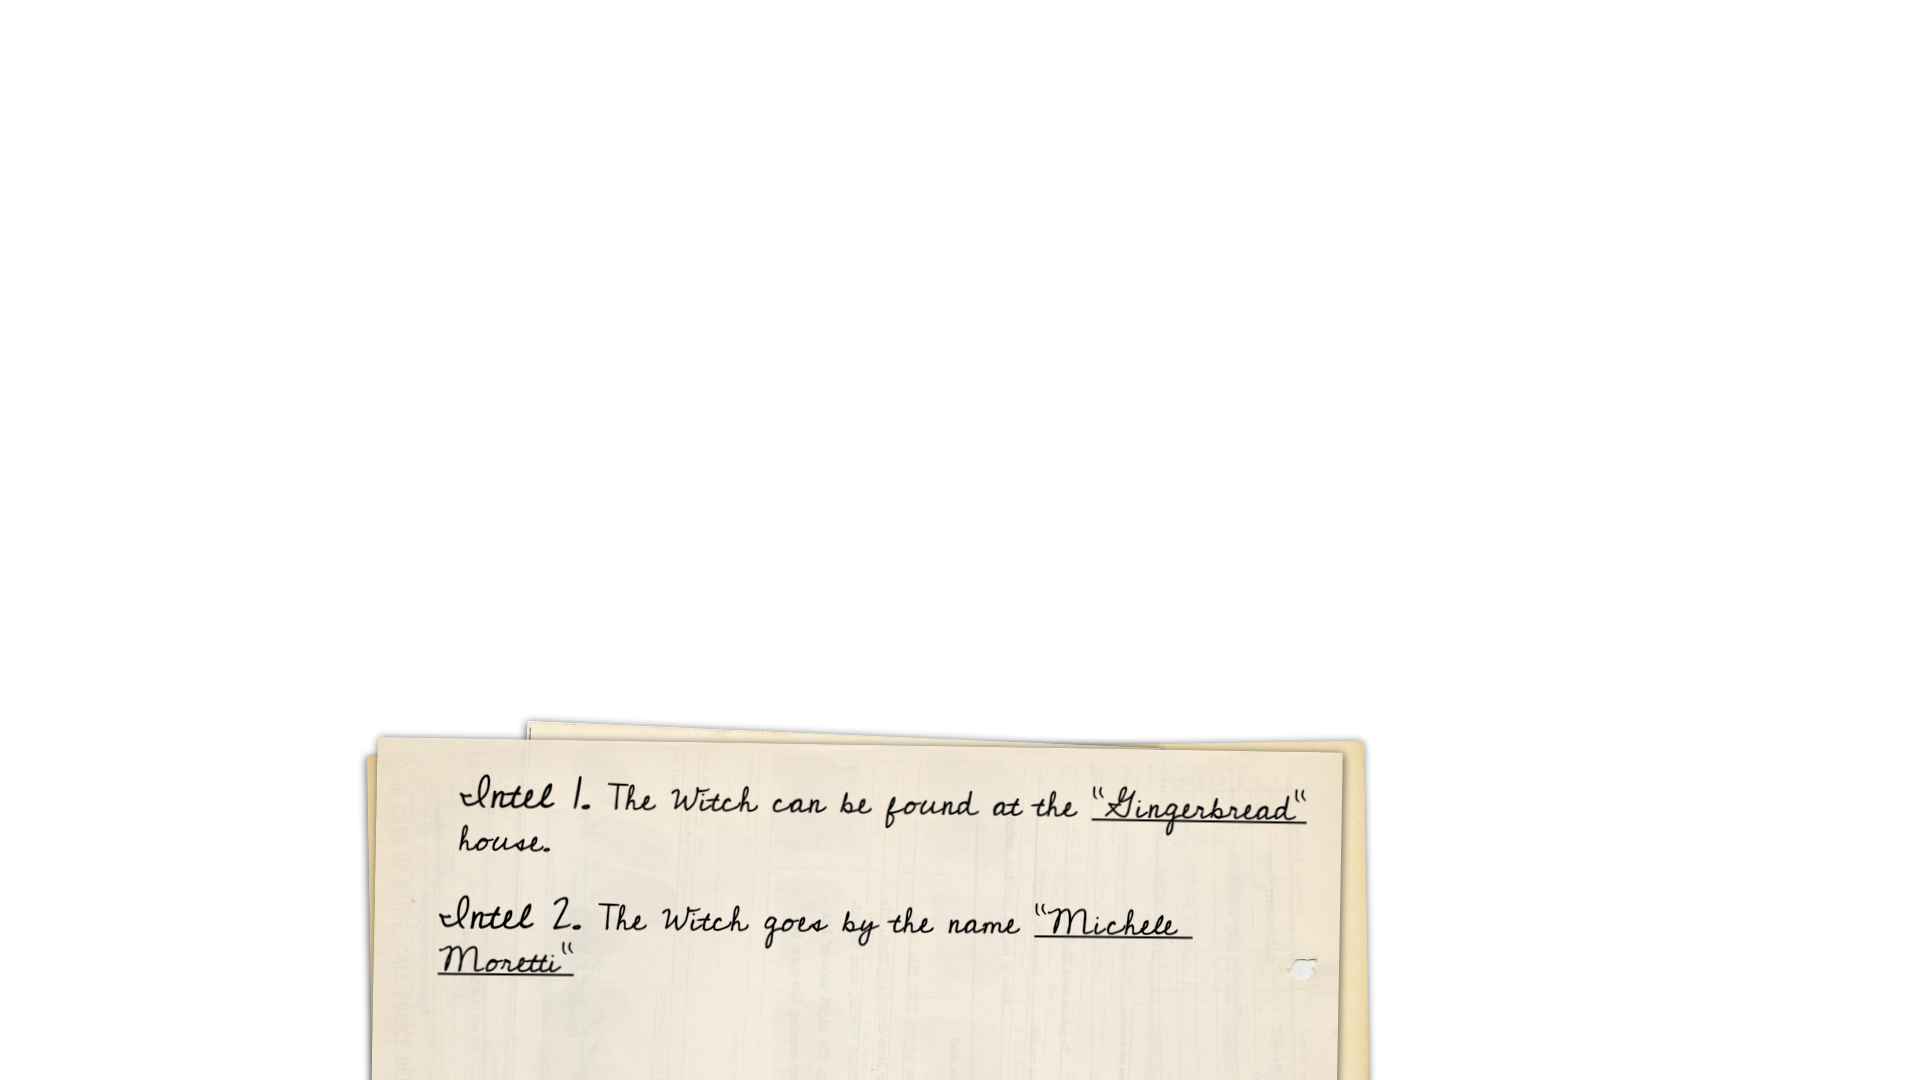 Intel 1. The Witch can be found at the "Gingerbread"
house.
Intel 2. The Witch goes by the name "Michele
Moretti"